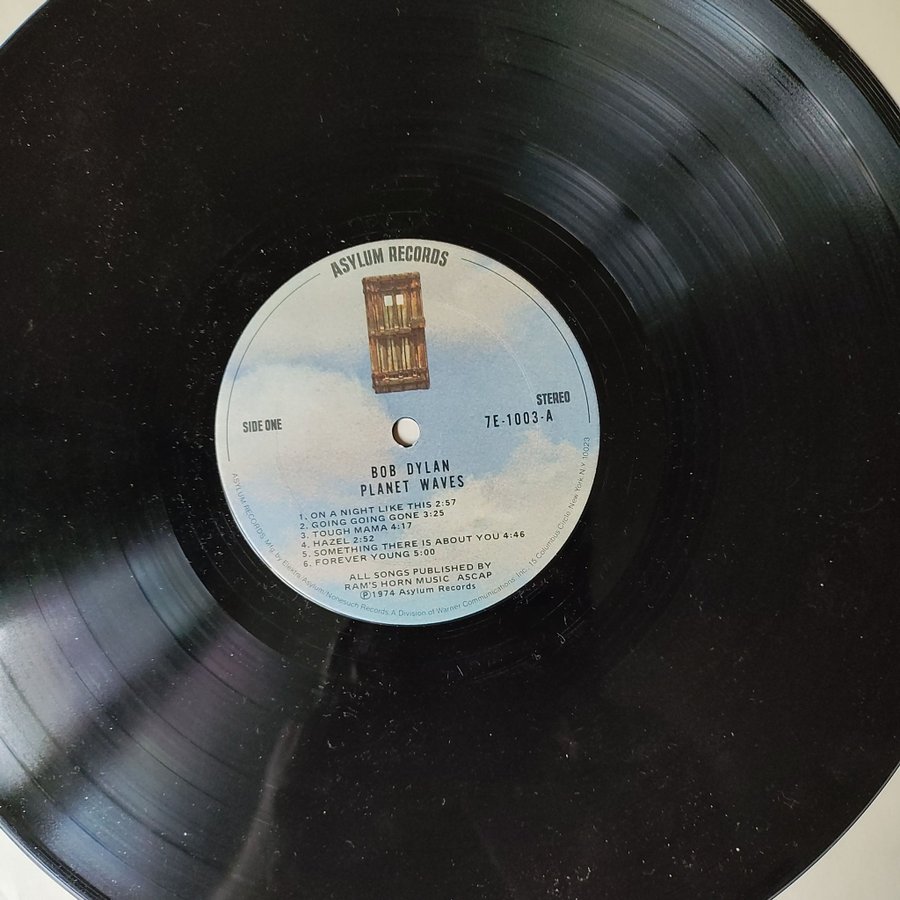 ASYLUM RECORDS
SIDE ONE
STEREO
7E-1003-A
BOB DYLAN
PLANET WAVES
1. ON A NIGHT LIKE THIS 2:57
2. GOING GOING GONE 3:25
3. TOUGH MAMA 4:17
4. HAZEL 2:52
5. SOMETHING THERE IS ABOUT YOU 4:46
6. FOREVER YOUNG 5:00
ALL SONGS PUBLISHED BY
RAM'S HORN MUSIC ASCAP
℗1974 Asylum Records
ASYLUM RECORDS Mfg by Elektra/Asylum/Nonesuch Records. A Division of Warner Communications Inc. 15 Columbus Circle, New York N.Y. 10023